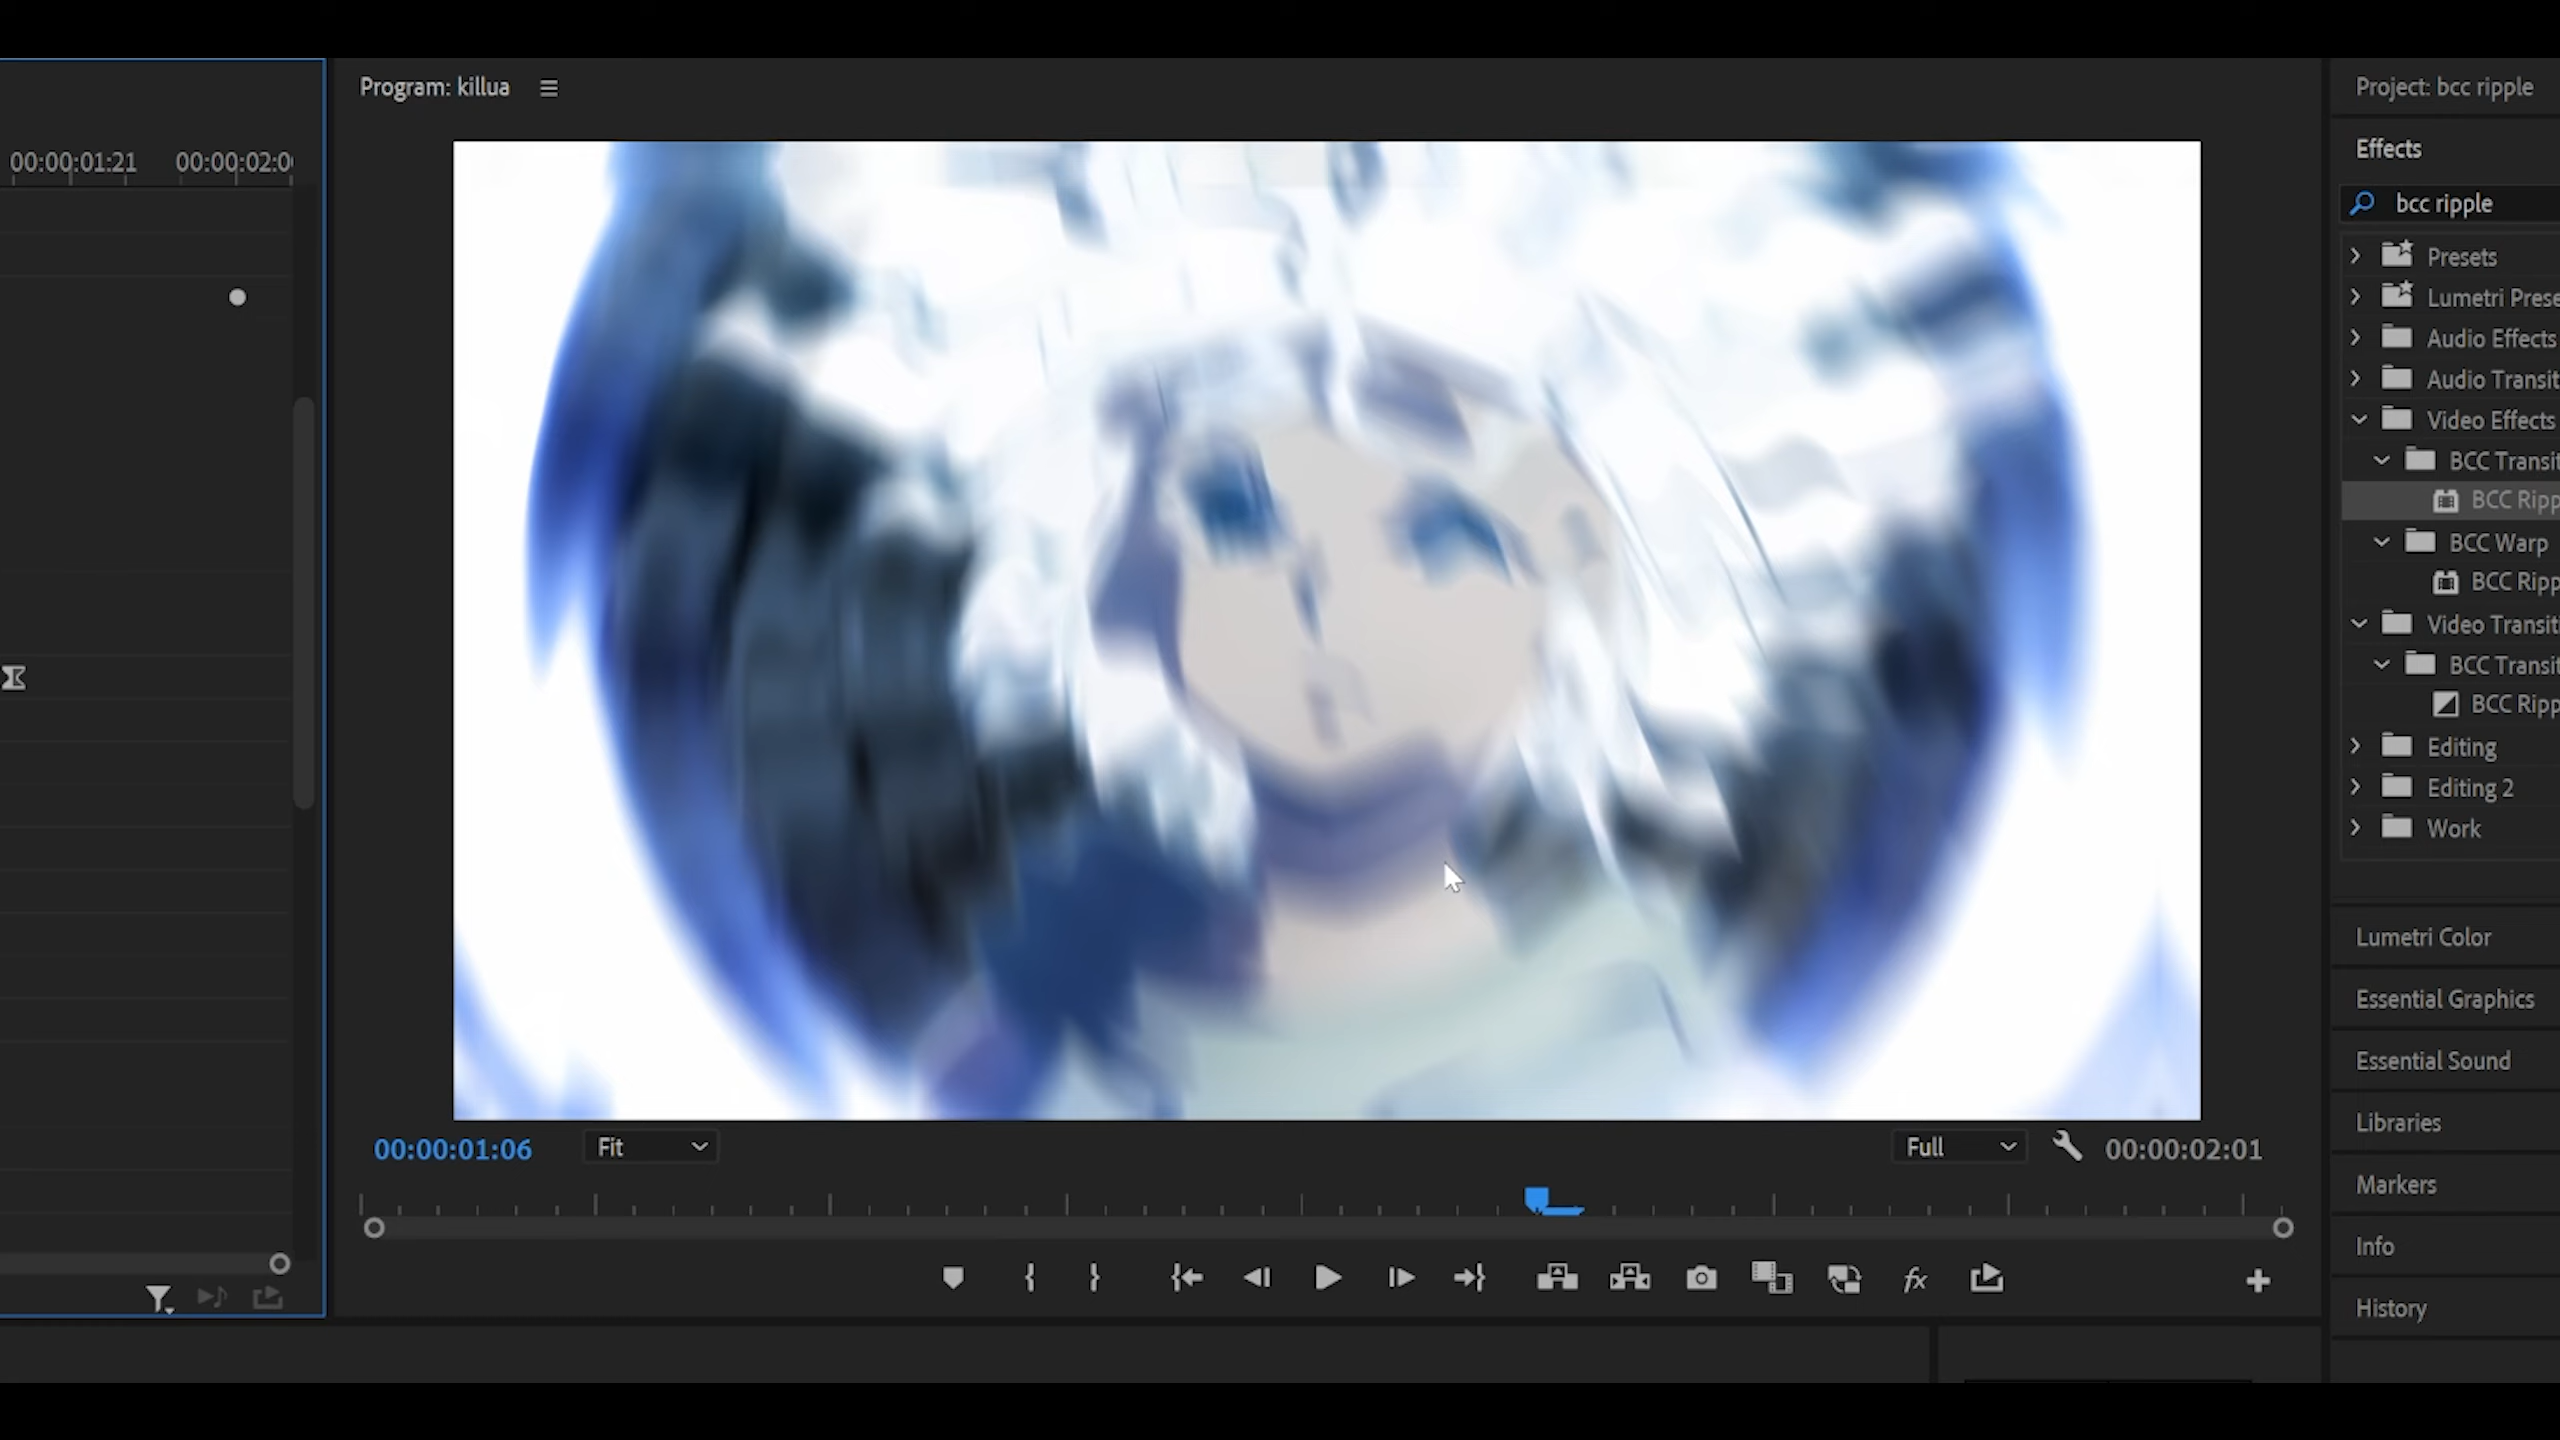 Program: killua
Project: bcc ripple
00:00:01:21
00:00:02:0
Effects
bcc ripple
Presets
Lumetri Prese
Audio Effects
Audio Transit
Video Effects
BCC Transit
BCC Ripp
BCC Warp
BCC Ripp
Video Transiti
BCC Transit
BCC Ripp
Editing
Editing 2
Work
Lumetri Color
Essential Graphics
Essential Sound
Libraries
Markers
Info
History
00:00:01:06
Fit
Full
00:00:02:01
fx